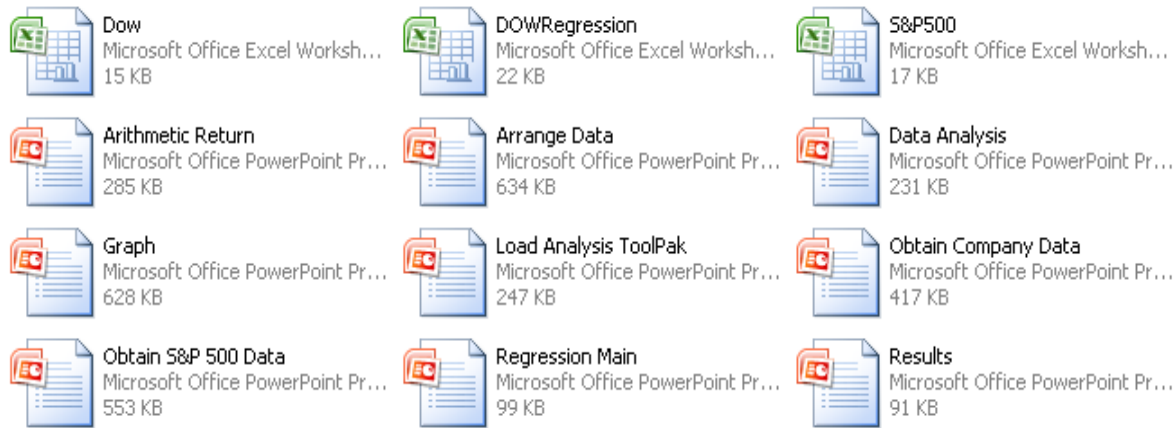 Dow
Microsoft Office Excel Worksh...
15 KB
DOWRegression
Microsoft Office Excel Worksh...
22 KB
S&P500
Microsoft Office Excel Worksh...
17 KB
Arithmetic Return
Microsoft Office PowerPoint Pr...
285 KB
Arrange Data
Microsoft Office PowerPoint Pr...
634 KB
Data Analysis
Microsoft Office PowerPoint Pr...
231 KB
Graph
Microsoft Office PowerPoint Pr...
628 KB
Load Analysis ToolPak
Microsoft Office PowerPoint Pr...
247 KB
Obtain Company Data
Microsoft Office PowerPoint Pr...
417 KB
Obtain S&P 500 Data
Microsoft Office PowerPoint Pr...
553 KB
Regression Main
Microsoft Office PowerPoint Pr...
99 KB
Results
Microsoft Office PowerPoint Pr...
91 KB